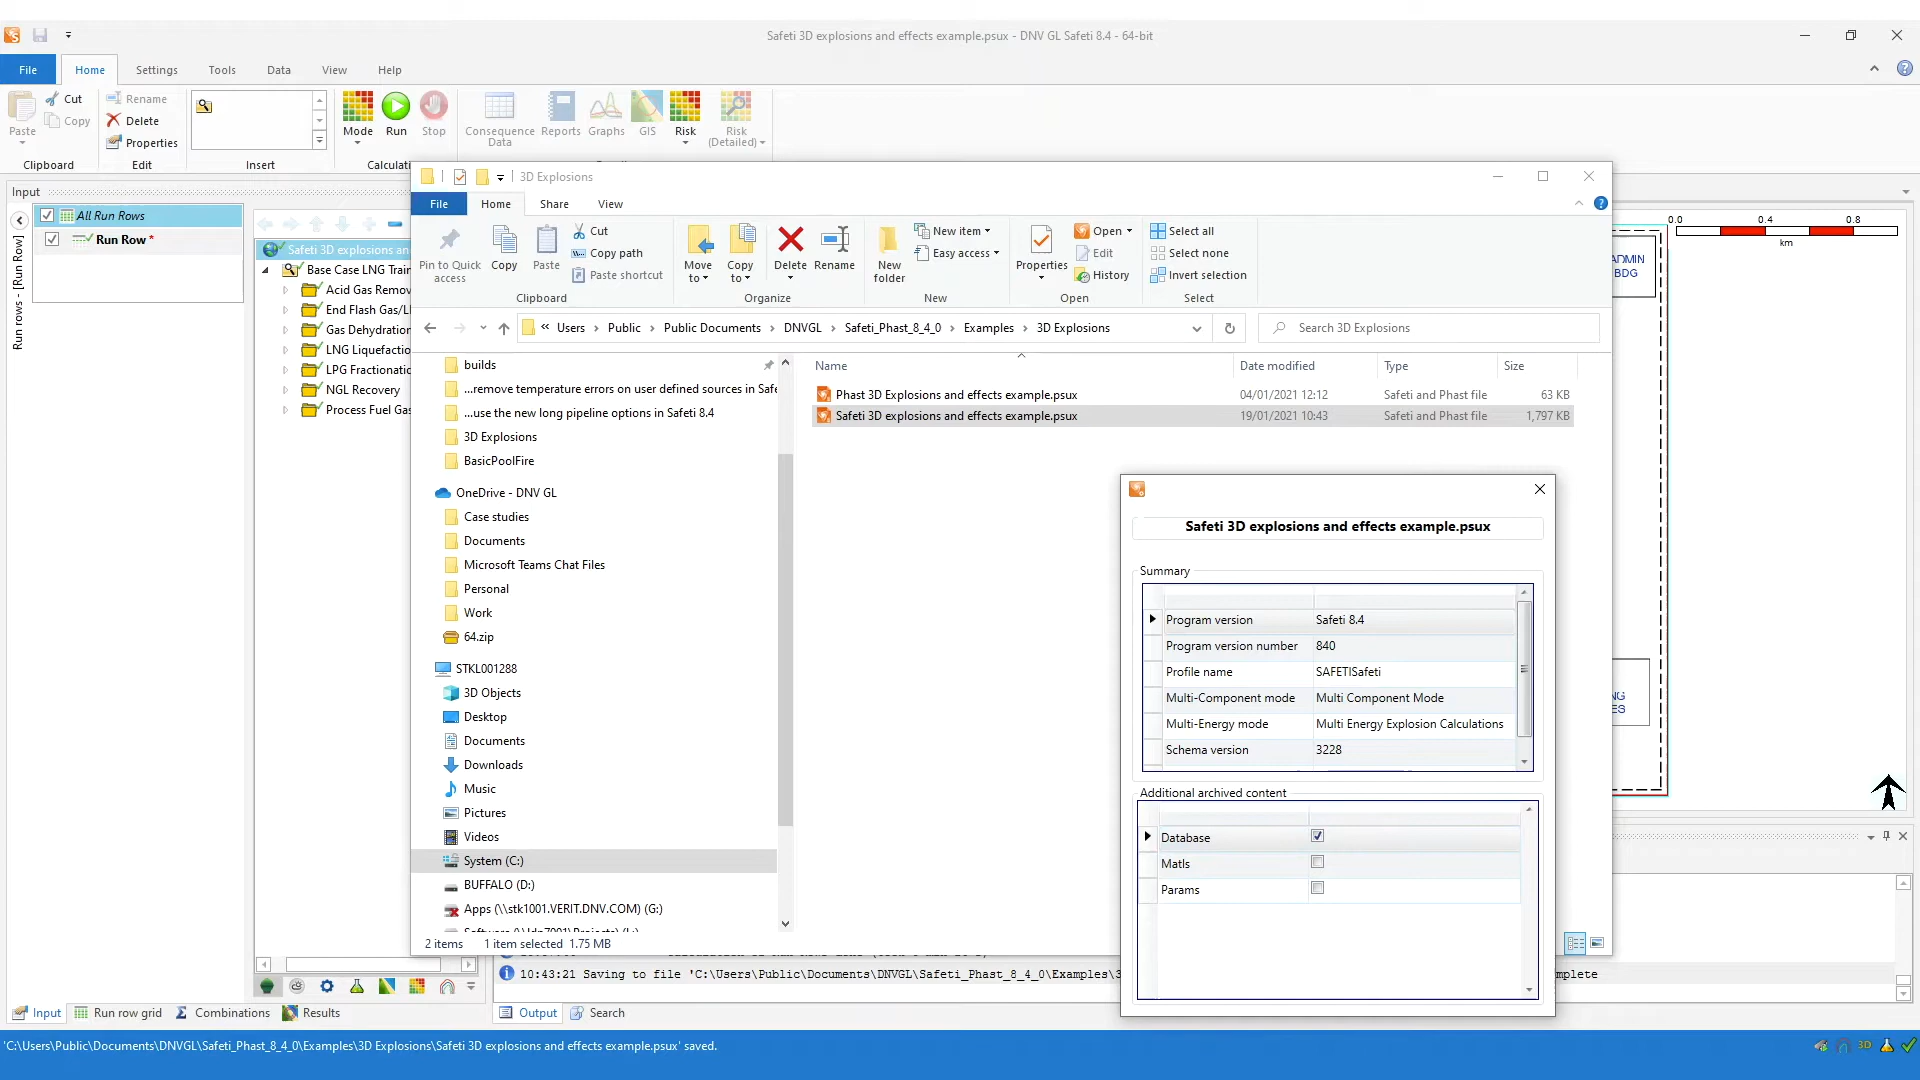 Safeti 3D explosions and effects example.psux - DNV GL Safeti 8.4 - 64-bit
File Home Settings Tools Data View Help
Paste Cut Copy Clipboard
Rename Delete Properties Edit
Insert
Mode Run Stop
Consequence Data Reports Graphs GIS Risk Risk (Detailed)
Input
Run rows - [Run Row]
All Run Rows
Run Row *
Safeti 3D explosions an
Base Case LNG Train
Acid Gas Remov
End Flash Gas/L
Gas Dehydration
LNG Liquefactio
LPG Fractionatio
NGL Recovery
Process Fuel Gas
3D Explosions
File Home Share View
Pin to Quick access
Copy
Paste
Cut
Copy path
Paste shortcut
Clipboard
Move to
Copy to
Delete
Rename
Organize
New folder
New item
Easy access
New
Properties
Open
Edit
History
Open
Select all
Select none
Invert selection
Select
« Users Public Public Documents DNVGL Safeti_Phast_8_4_0 Examples 3D Explosions
Search 3D Explosions
builds
...remove temperature errors on user defined sources in Safe
...use the new long pipeline options in Safeti 8.4
3D Explosions
BasicPoolFire
OneDrive - DNV GL
Case studies
Documents
Microsoft Teams Chat Files
Personal
Work
64.zip
STKL001288
3D Objects
Desktop
Documents
Downloads
Music
Pictures
Videos
System (C:)
BUFFALO (D:)
Apps (\\stk1001.VERIT.DNV.COM) (G:)
Name Date modified Type Size
Phast 3D Explosions and effects example.psux 04/01/2021 12:12 Safeti and Phast file 63 KB
Safeti 3D explosions and effects example.psux 19/01/2021 10:43 Safeti and Phast file 1,797 KB
2 items 1 item selected 1.75 MB
Safeti 3D explosions and effects example.psux
Summary
Program version Safeti 8.4
Program version number 840
Profile name SAFETISafeti
Multi-Component mode Multi Component Mode
Multi-Energy mode Multi Energy Explosion Calculations
Schema version 3228
Additional archived content
Database
Matls
Params
0.0 0.4 0.8
km
ADMIN
BDG
NG
ES
10:43:21 Saving to file 'C:\Users\Public\Documents\DNVGL\Safeti_Phast_8_4_0\Examples\3
mplete
Input Run row grid Combinations Results
Output Search
'C:\Users\Public\Documents\DNVGL\Safeti_Phast_8_4_0\Examples\3D Explosions\Safeti 3D explosions and effects example.psux' saved.
3D